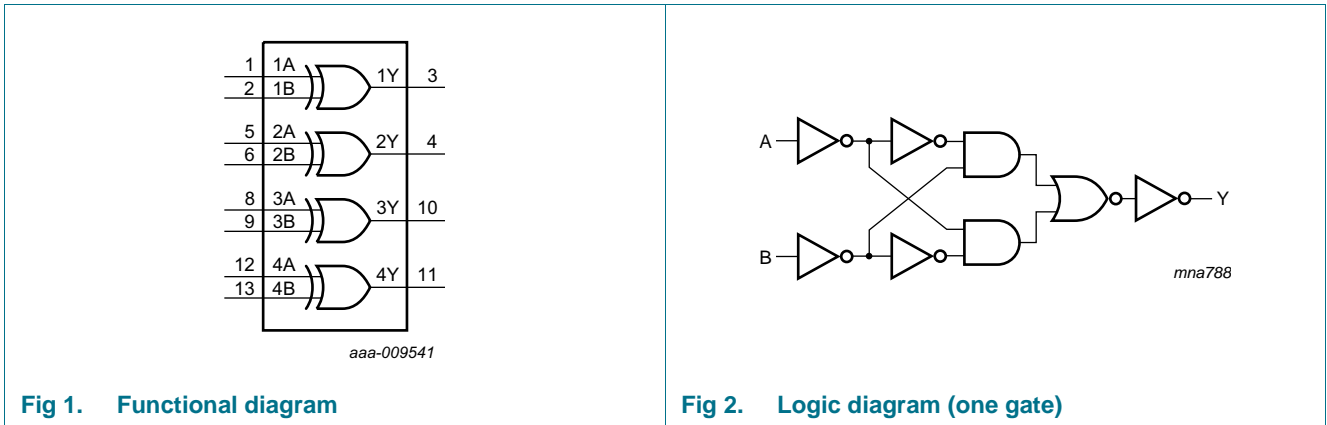 1 1A 1Y 3
2 1B
5 2A 2Y 4
6 2B
8 3A 3Y 10
9 3B
12 4A 4Y 11
13 4B
aaa-009541
Fig 1. Functional diagram
A
Y
B
mna788
Fig 2. Logic diagram (one gate)